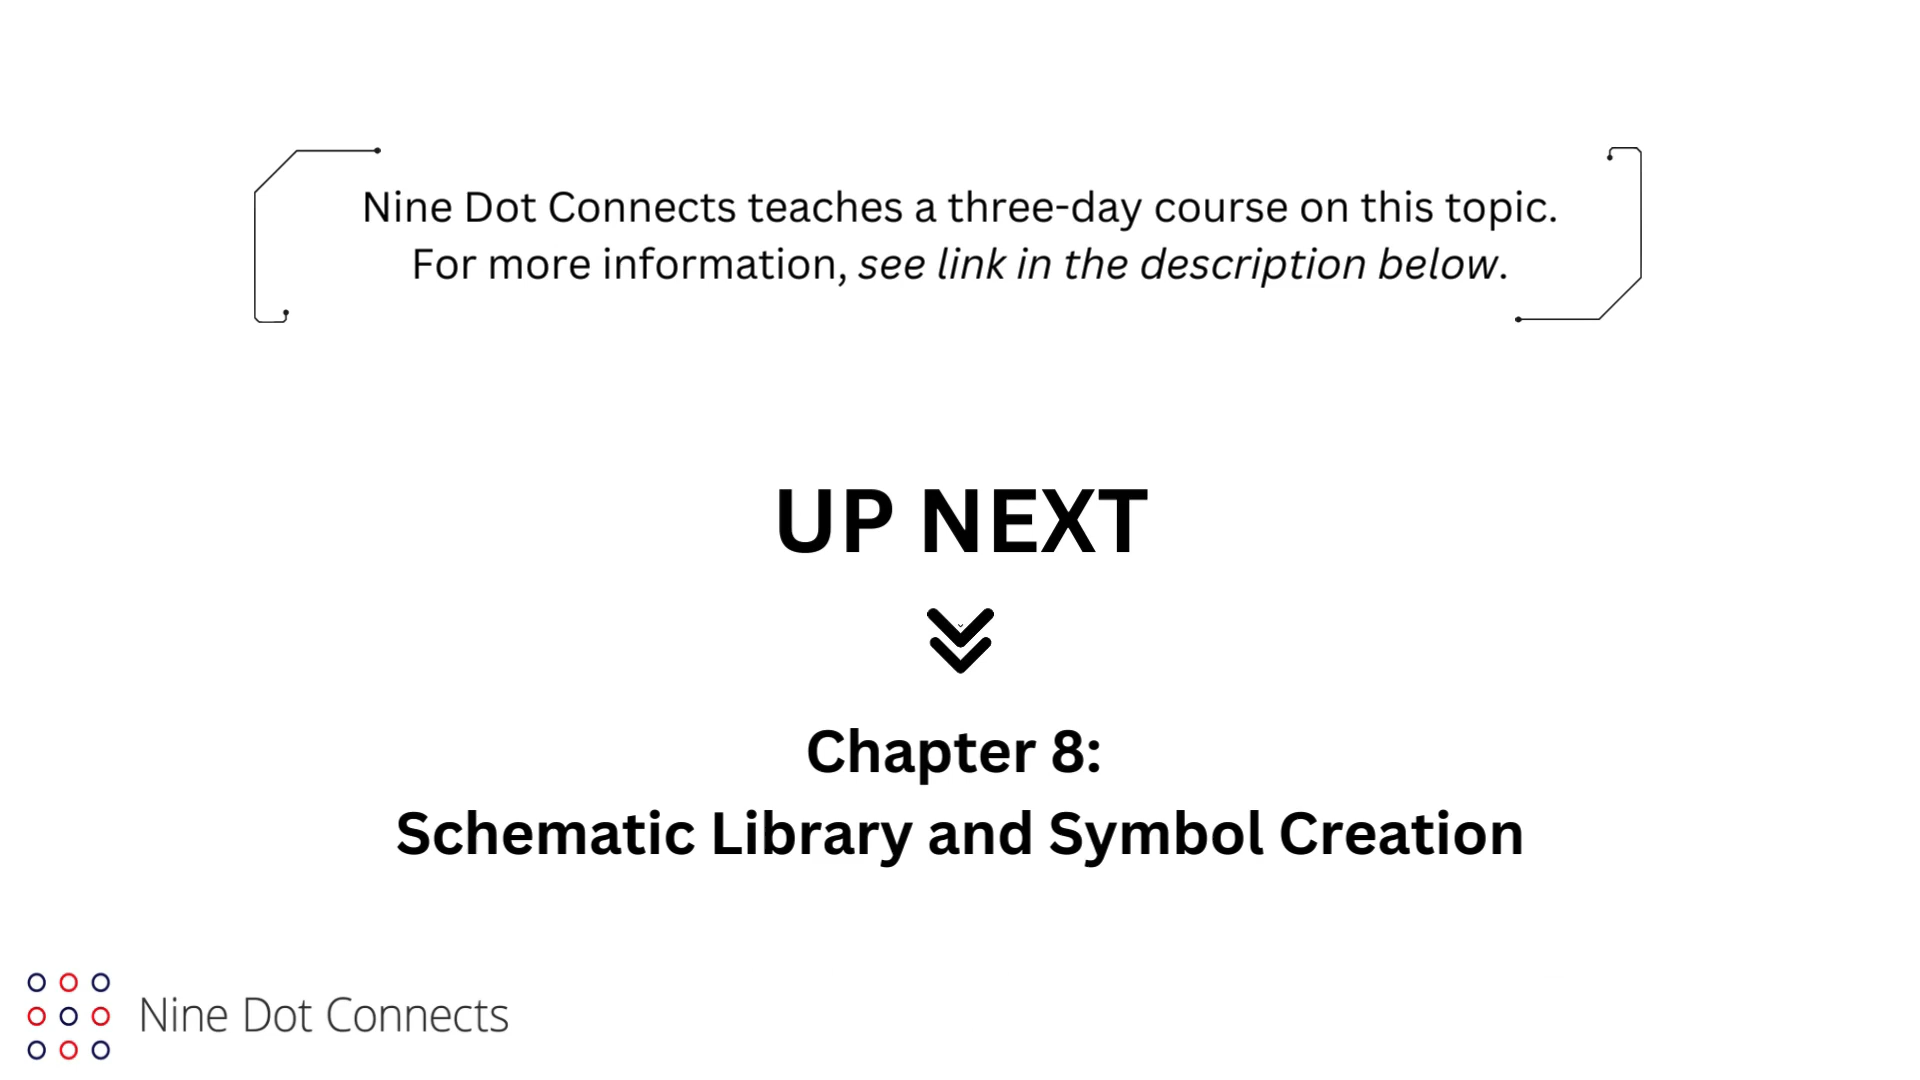 Nine Dot Connects teaches a three-day course on this topic.
For more information, see link in the description below.
UP NEXT
Chapter 8:
Schematic Library and Symbol Creation
Nine Dot Connects